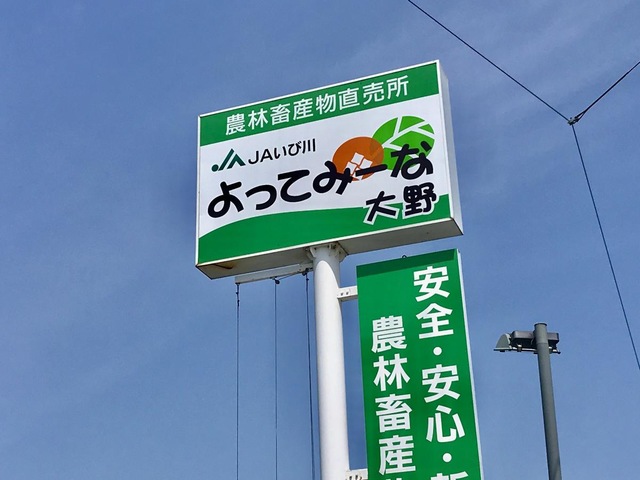 農林畜産物直売所
JAいび川
よってみーな
大野
安全・安心・
農林畜産